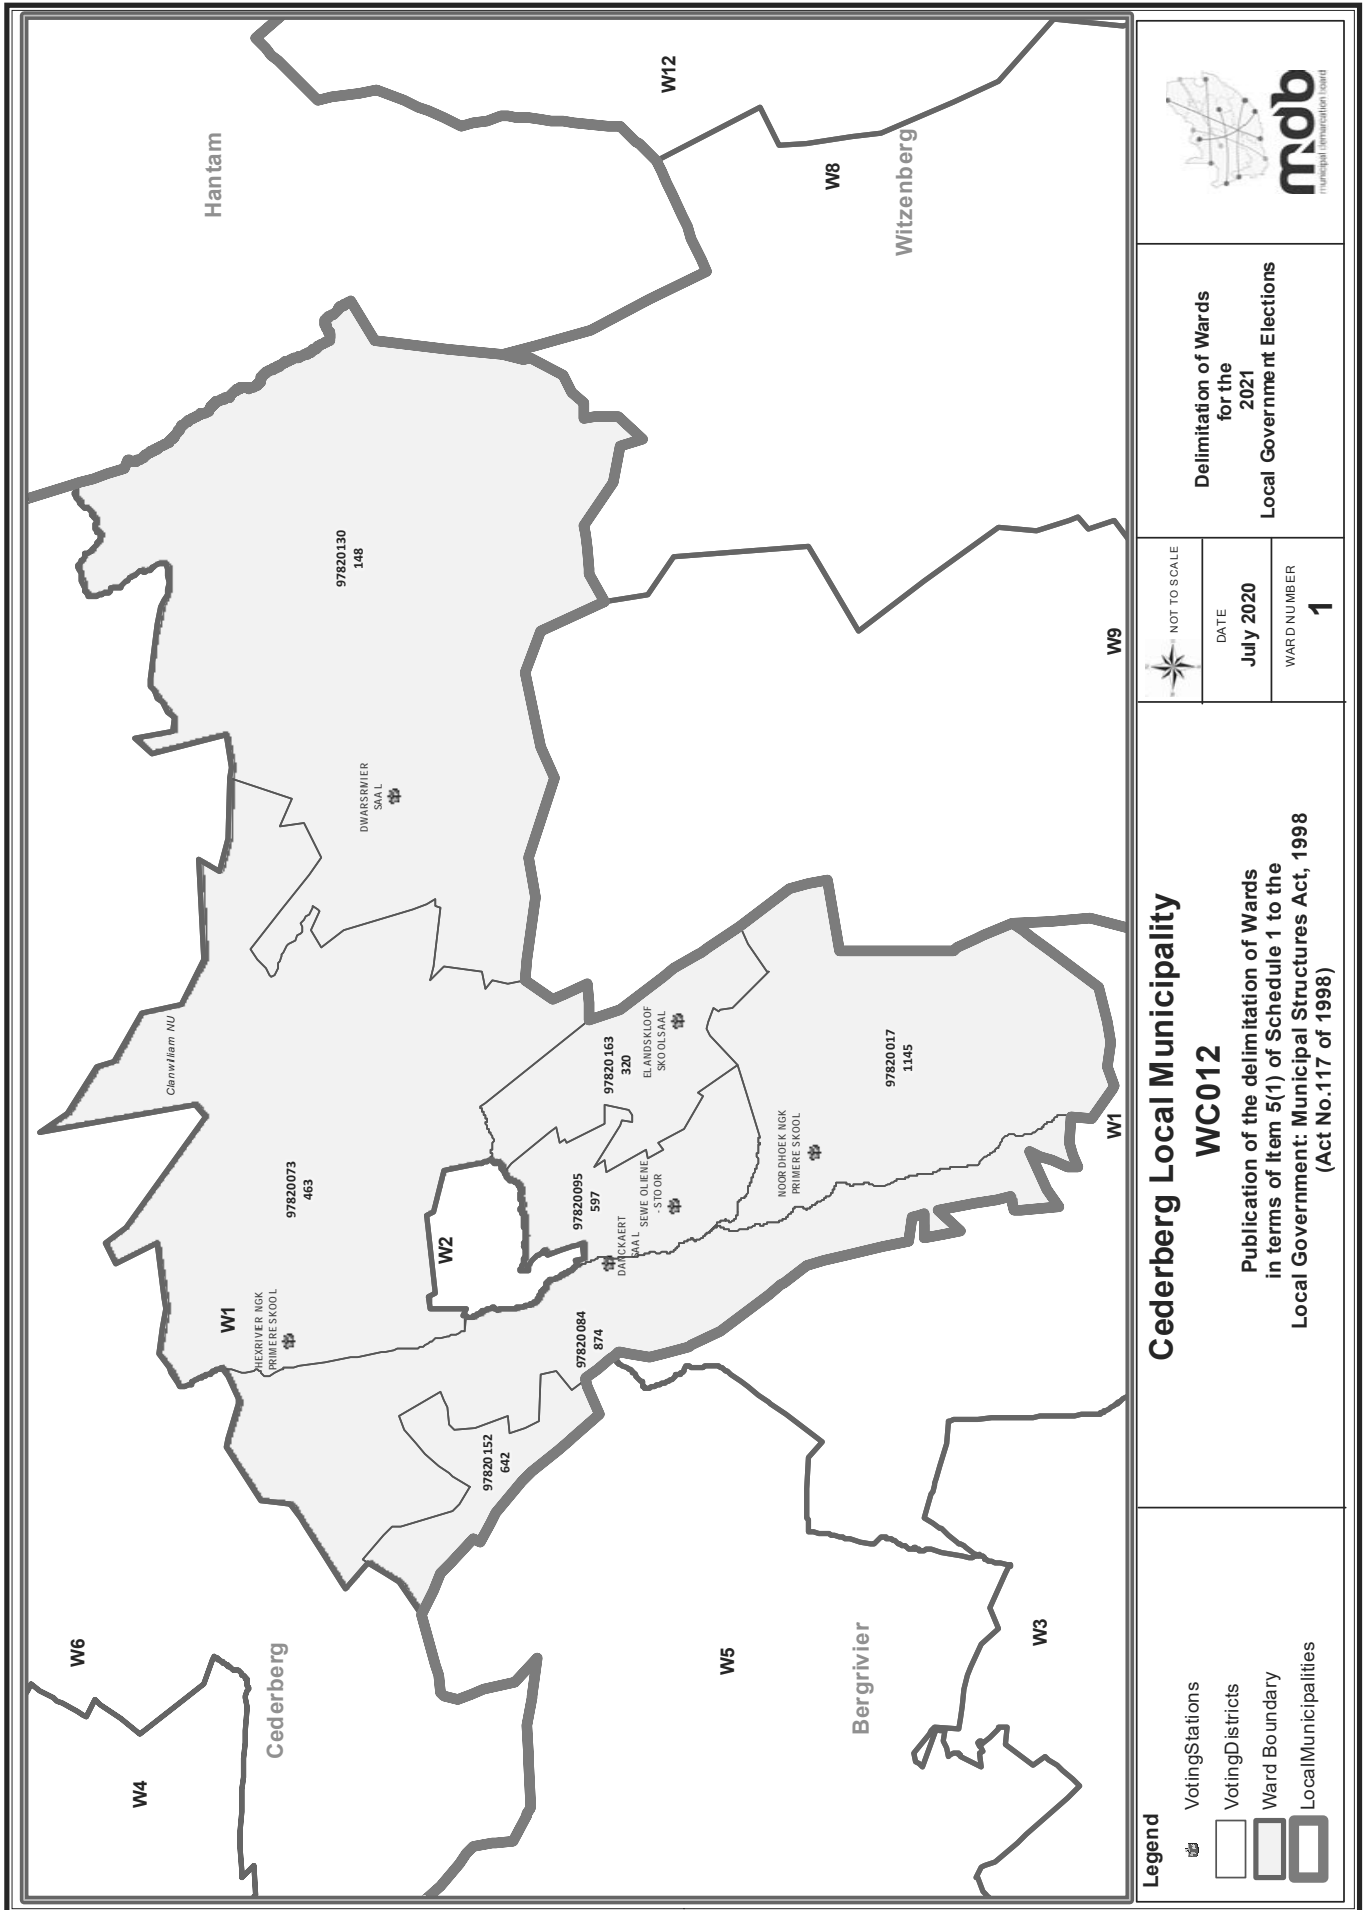 W6
W4
Cederberg
Hantam
W12
W8
Witzenberg
97820130
148
DWARSRIVIER
SAAL
Clanwilliam NU
97820073
463
W1
HEXRIVER NGK
PRIMERE SKOOL
W2
97820163
320
ELANDSKLOOF
SKOOLSAAL
97820095
597
SEWE OLIENE
- STOOR
DANCKAERT
SAAL
97820084
874
97820152
642
97820017
1145
NOORDHOEK NGK
PRIMERE SKOOL
W5
Bergrivier
W3
W1
W9
Legend
VotingStations
VotingDistricts
Ward Boundary
LocalMunicipalities
Cederberg Local Municipality
WC012
Publication of the delimitation of Wards
in terms of Item 5(1) of Schedule 1 to the
Local Government: Municipal Structures Act, 1998
(Act No.117 of 1998)
NOT TO SCALE
DATE
July 2020
WARD NUMBER
1
Delimitation of Wards
for the
2021
Local Government Elections
mdb
municipal demarcation board